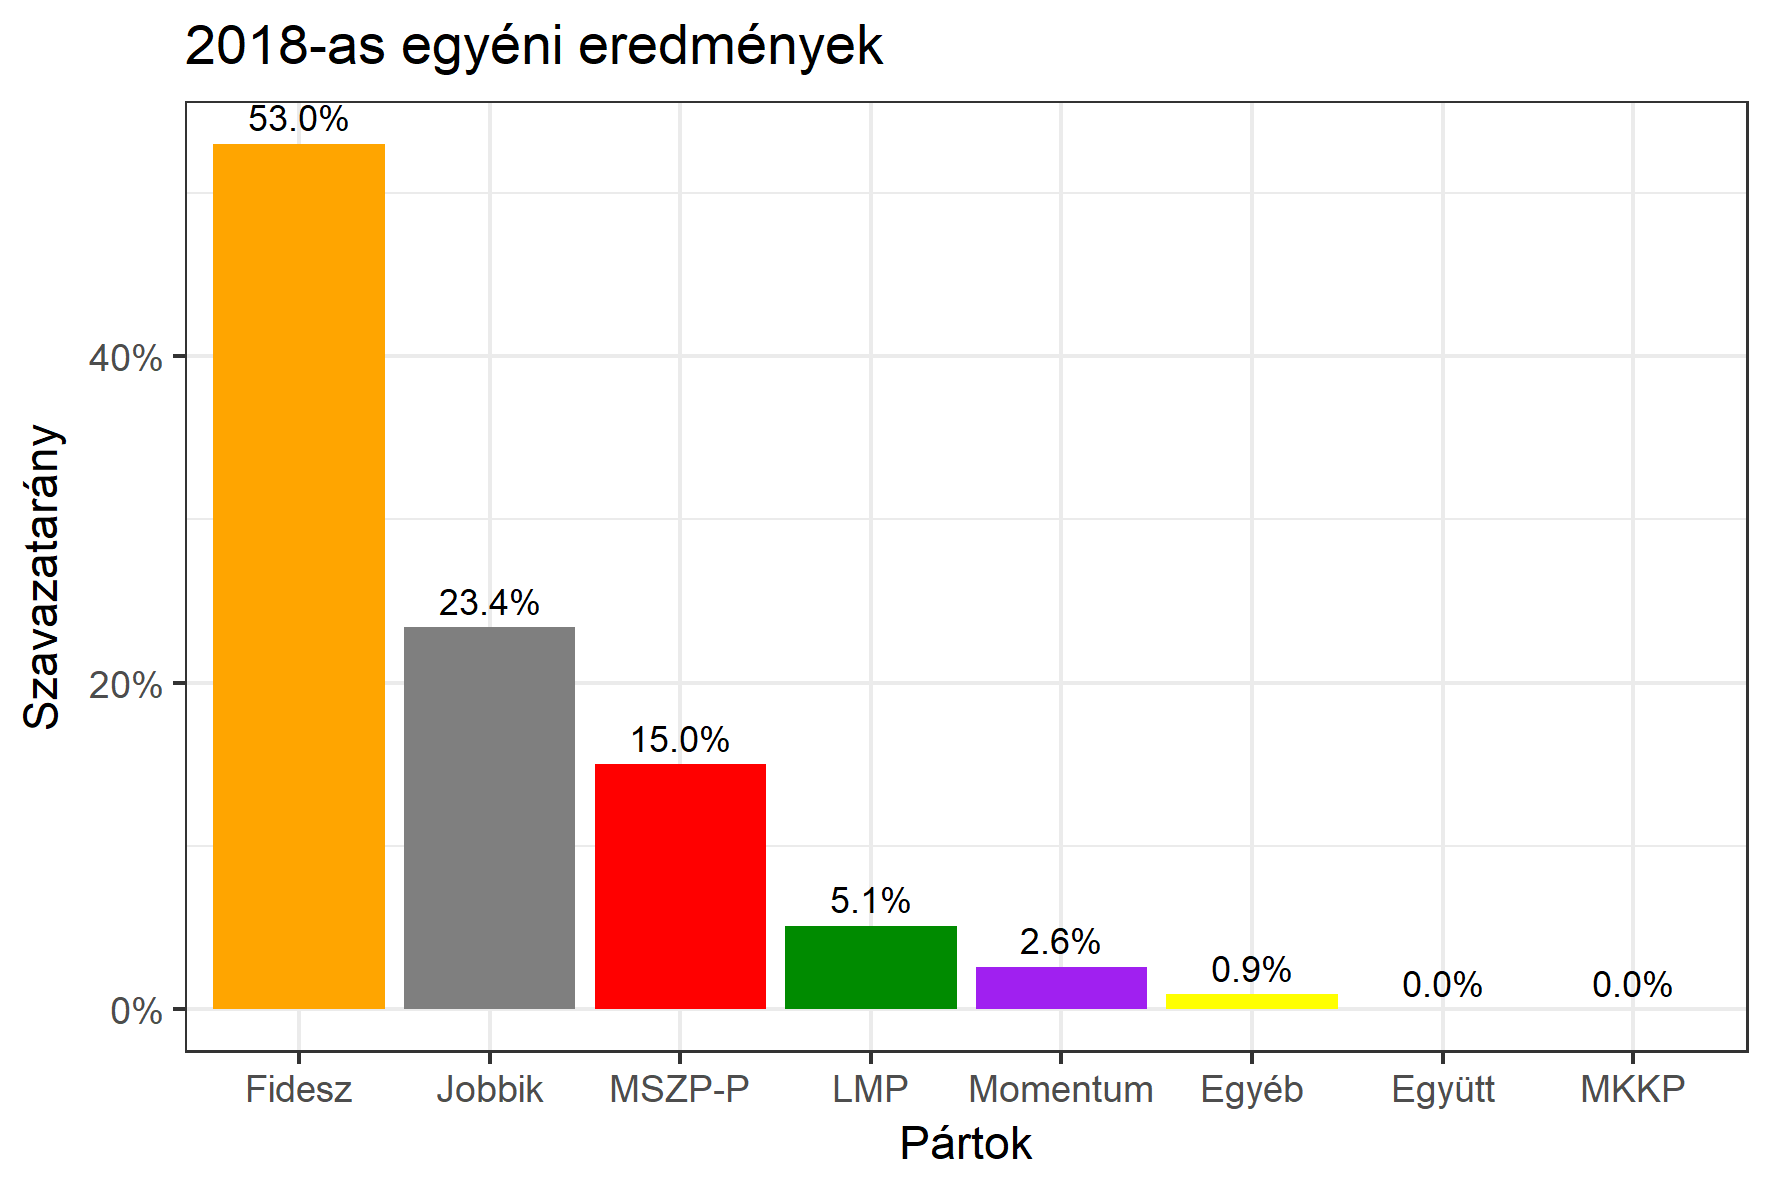 2018-as egyéni eredmények
53.0%
23.4%
15.0%
5.1%
2.6%
0.9%
0.0%
0.0%
40%
20%
0%
Szavazatarány
Fidesz Jobbik MSZP-P LMP Momentum Egyéb Együtt MKKP
Pártok